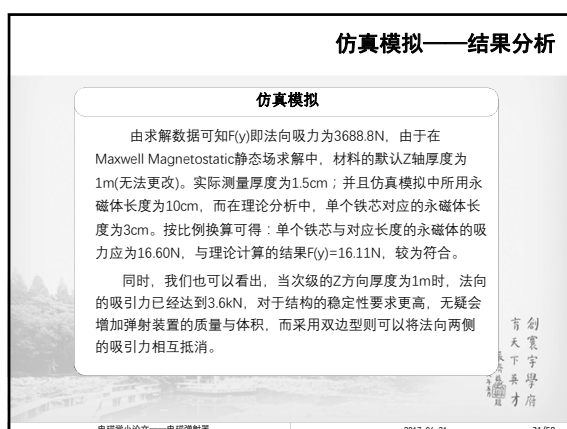 仿真模拟——结果分析
仿真模拟
由求解数据可知F(y)即法向吸力为3688.8N，由于在
Maxwell Magnetostatic静态场求解中，材料的默认Z轴厚度为
1m(无法更改)。实际测量厚度为1.5cm；并且仿真模拟中所用永
磁体长度为10cm，而在理论分析中，单个铁芯对应的永磁体长
度为3cm。按比例换算可得：单个铁芯与对应长度的永磁体的吸
力应为16.60N，与理论计算的结果F(y)=16.11N，较为符合。
同时，我们也可以看出，当次级的Z方向厚度为1m时，法向
的吸引力已经达到3.6kN，对于结构的稳定性要求更高，无疑会
增加弹射装置的质量与体积，而采用双边型则可以将法向两侧
的吸引力相互抵消。
創寰宇學府
育天下英才